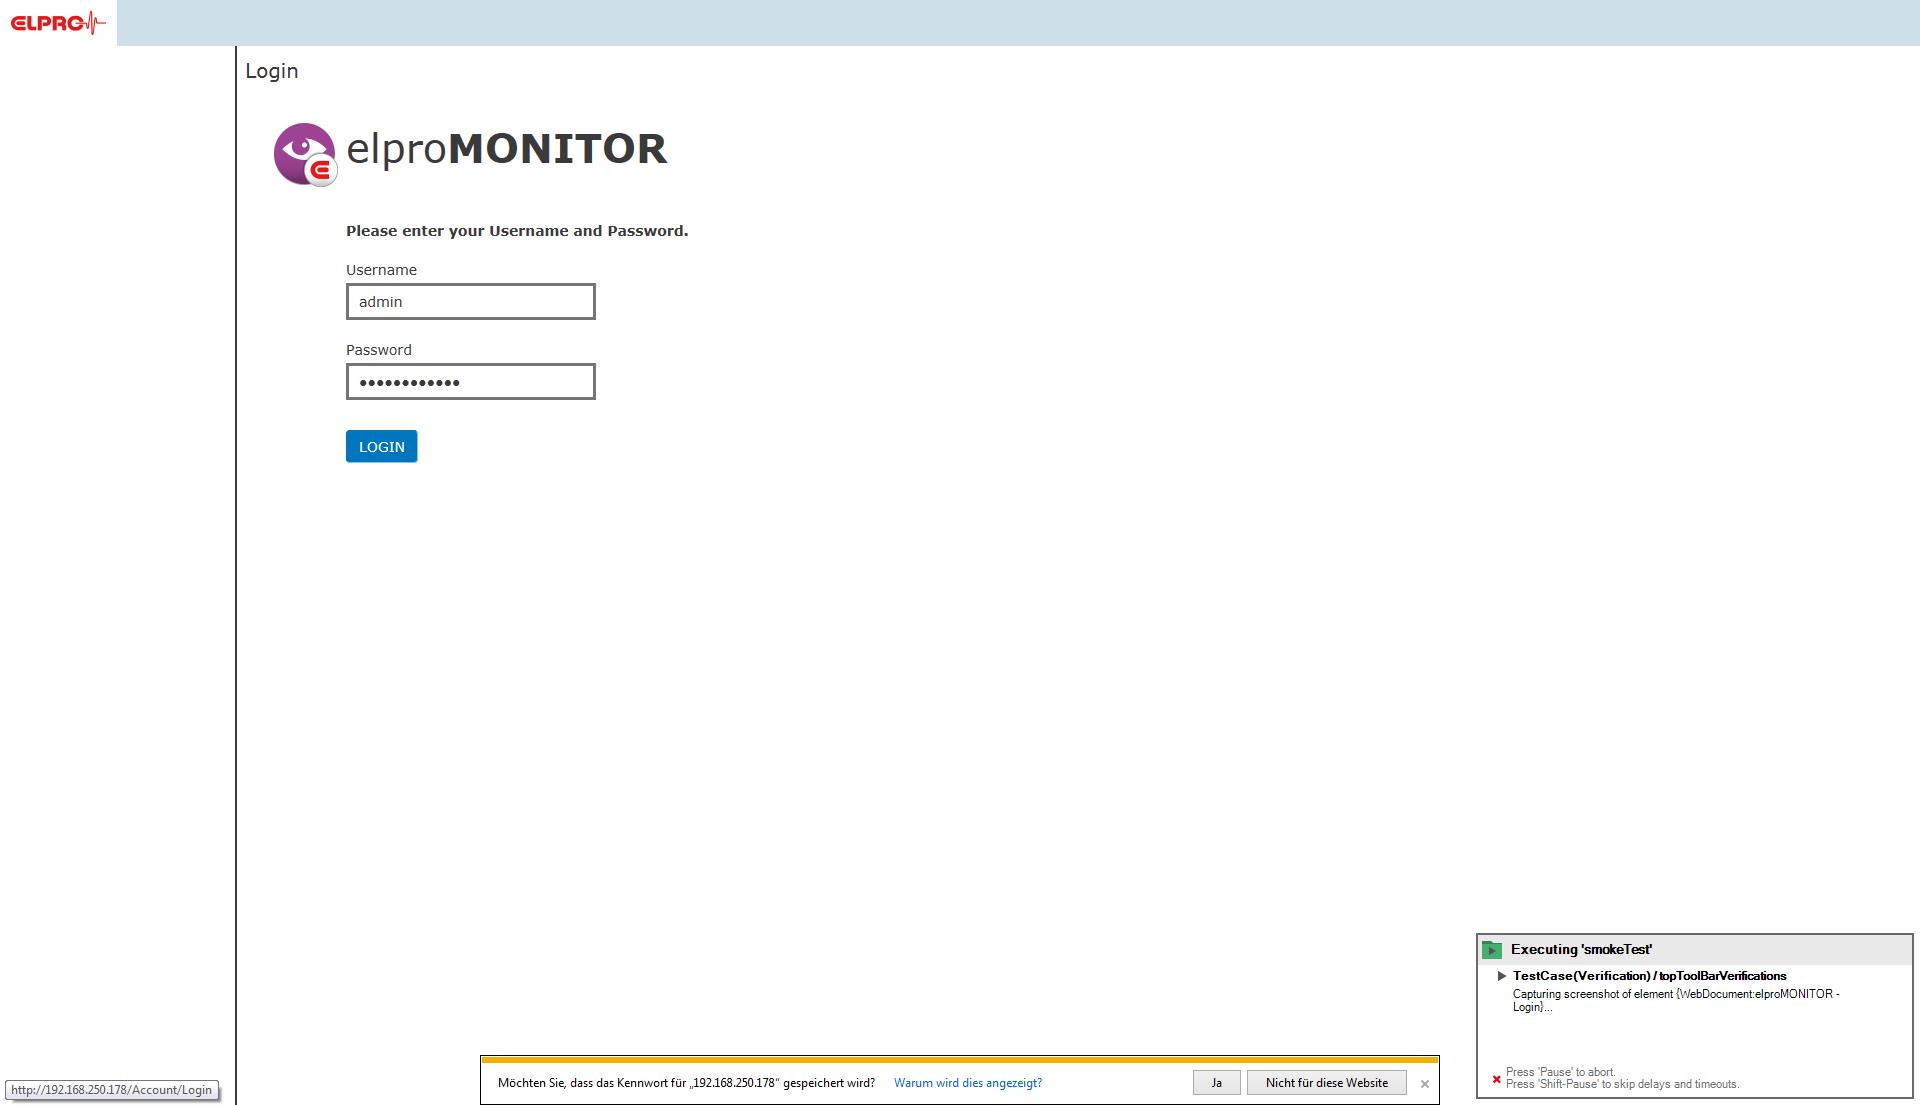 ELPRO
Login
elproMONITOR
Please enter your Username and Password.
Username
admin
Password
LOGIN
Executing 'smokeTest'
TestCase(Verification) / topToolBarVerifications
Capturing screenshot of element {WebDocument:elproMONITOR -
Login}...
Press 'Pause' to abort.
Press 'Shift-Pause' to skip delays and timeouts.
Möchten Sie, dass das Kennwort für „192.168.250.178“ gespeichert wird? Warum wird dies angezeigt? Ja Nicht für diese Website
http://192.168.250.178/Account/Login